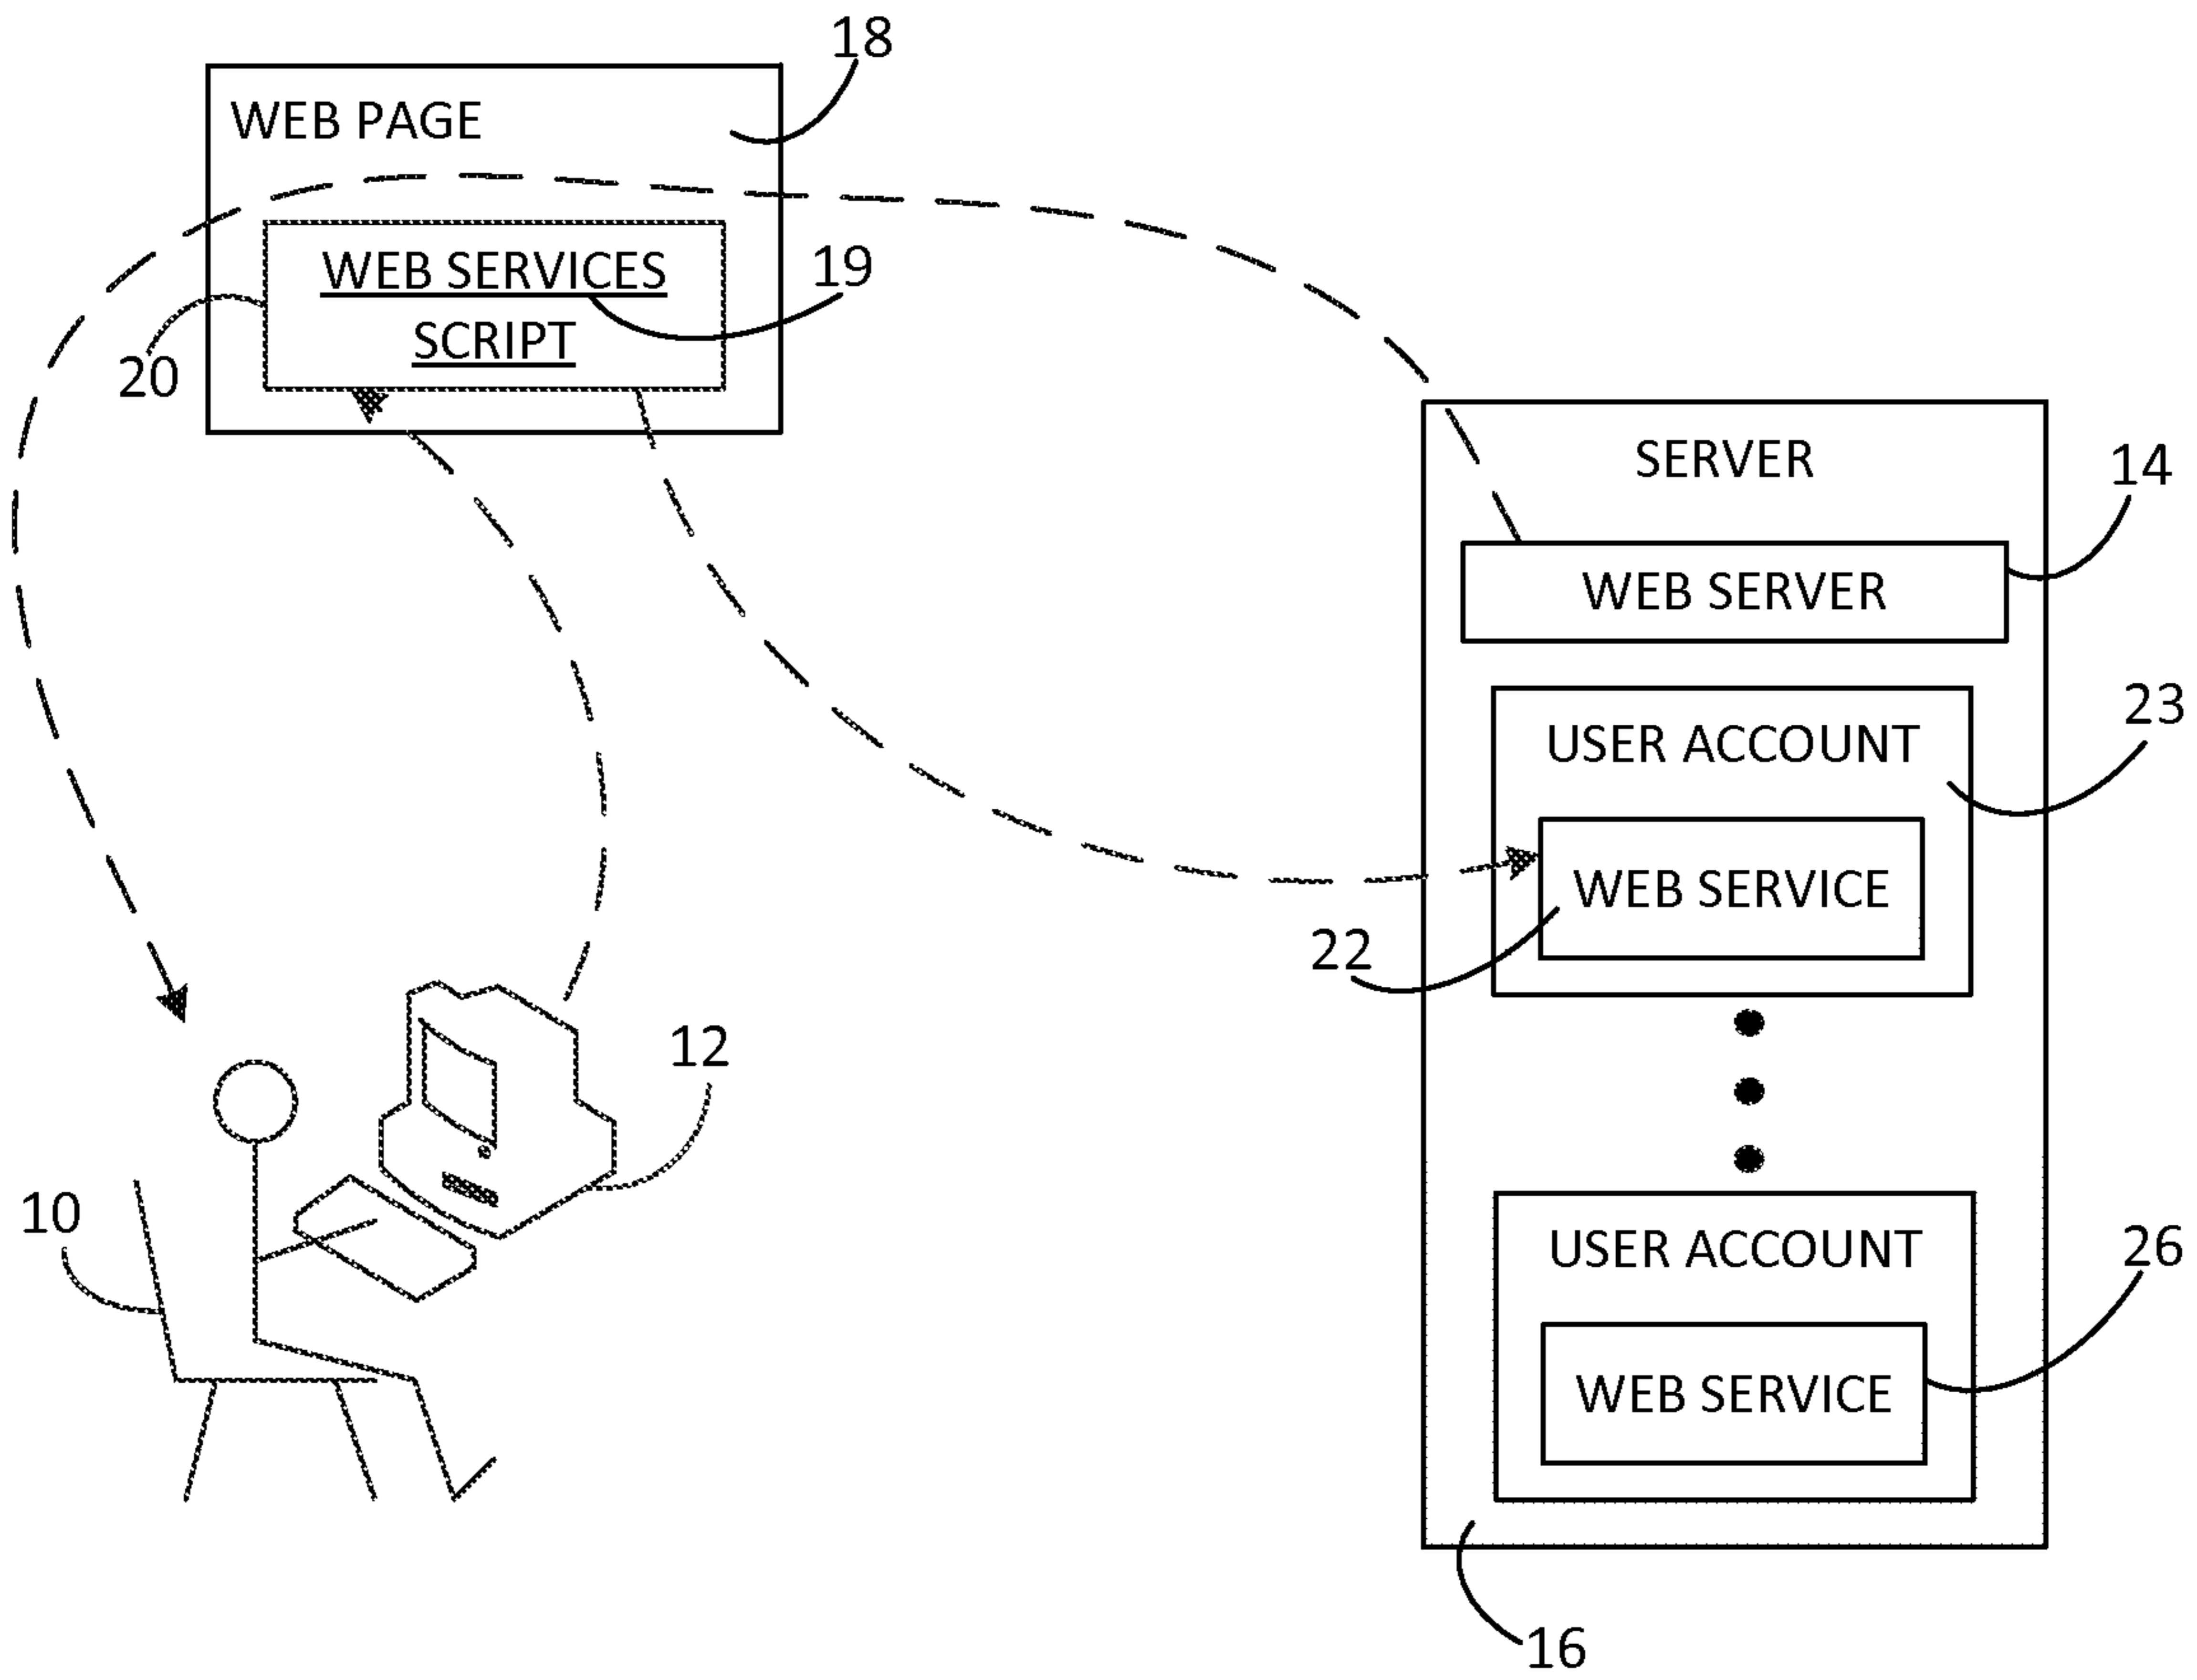 18
WEB PAGE
WEB SERVICES
SCRIPT
19
20
SERVER
14
WEB SERVER
23
USER ACCOUNT
WEB SERVICE
22
12
10
USER ACCOUNT
26
WEB SERVICE
16